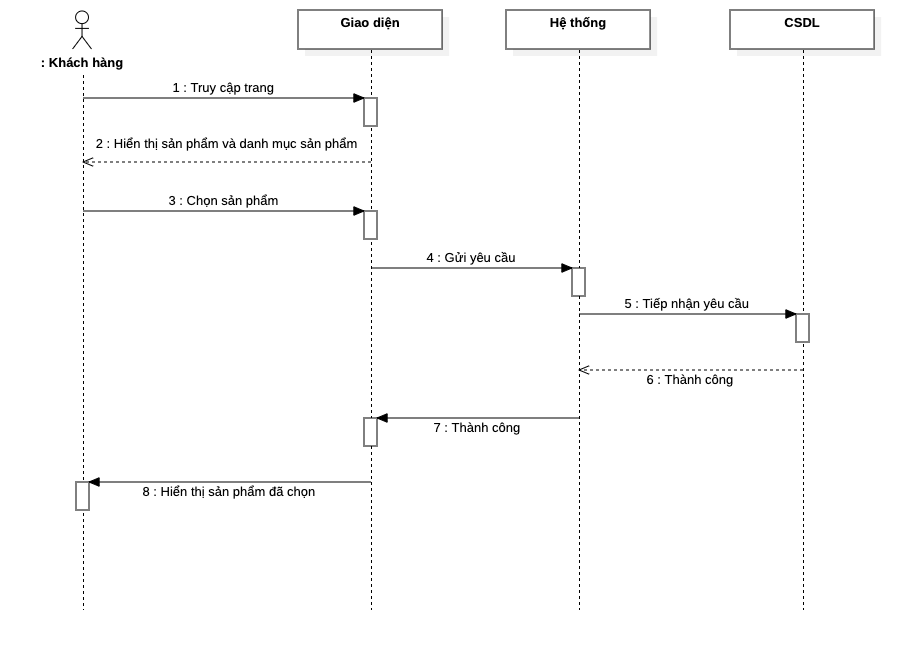 : Khách hàng
Giao diện
Hệ thống
CSDL
1 : Truy cập trang
2 : Hiển thị sản phẩm và danh mục sản phẩm
3 : Chọn sản phẩm
4 : Gửi yêu cầu
5 : Tiếp nhận yêu cầu
6 : Thành công
7 : Thành công
8 : Hiển thị sản phẩm đã chọn